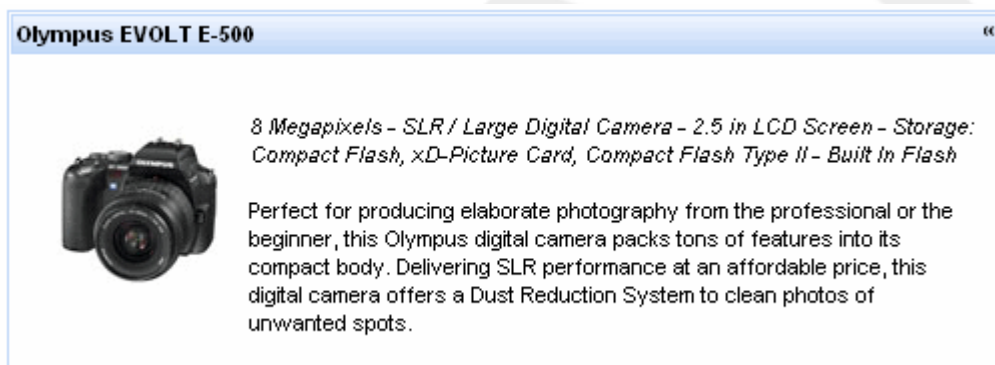 Olympus EVOLT E-500 «
OLYMPUS
8 Megapixels - SLR / Large Digital Camera - 2.5 in LCD Screen - Storage:
Compact Flash, xD-Picture Card, Compact Flash Type II - Built In Flash
Perfect for producing elaborate photography from the professional or the
beginner, this Olympus digital camera packs tons of features into its
compact body. Delivering SLR performance at an affordable price, this
digital camera offers a Dust Reduction System to clean photos of
unwanted spots.